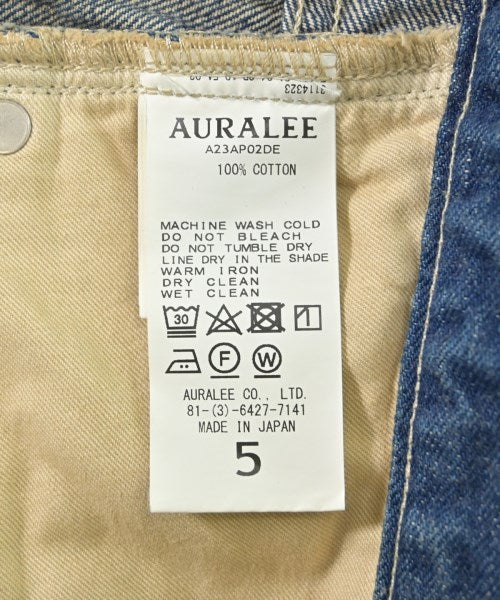 3114323
AURALEE
A23AP02DE
100% COTTON
MACHINE WASH COLD
DO NOT BLEACH
DO NOT TUMBLE DRY
LINE DRY IN THE SHADE
WARM IRON
DRY CLEAN
WET CLEAN
30
F W
AURALEE CO., LTD.
81-(3)-6427-7141
MADE IN JAPAN
5